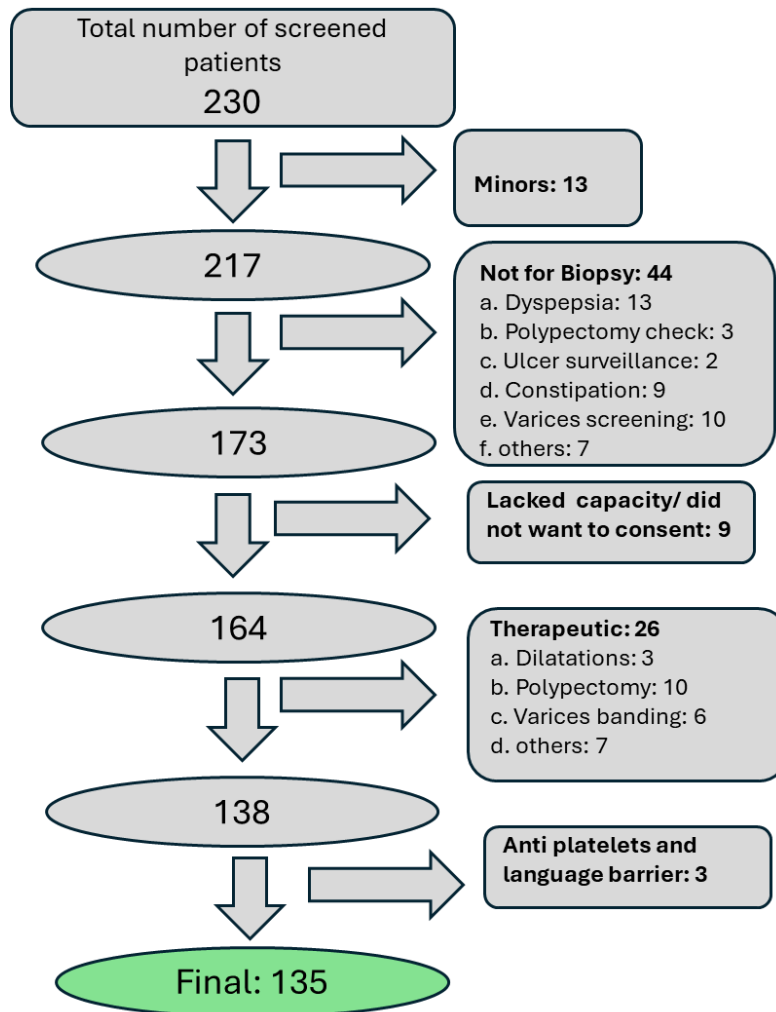 Total number of screened
patients
230
Minors: 13
217
Not for Biopsy: 44
a. Dyspepsia: 13
b. Polypectomy check: 3
c. Ulcer surveillance: 2
d. Constipation: 9
e. Varices screening: 10
f. others: 7
173
Lacked capacity/ did
not want to consent: 9
164
Therapeutic: 26
a. Dilatations: 3
b. Polypectomy: 10
c. Varices banding: 6
d. others: 7
138
Anti platelets and
language barrier: 3
Final: 135